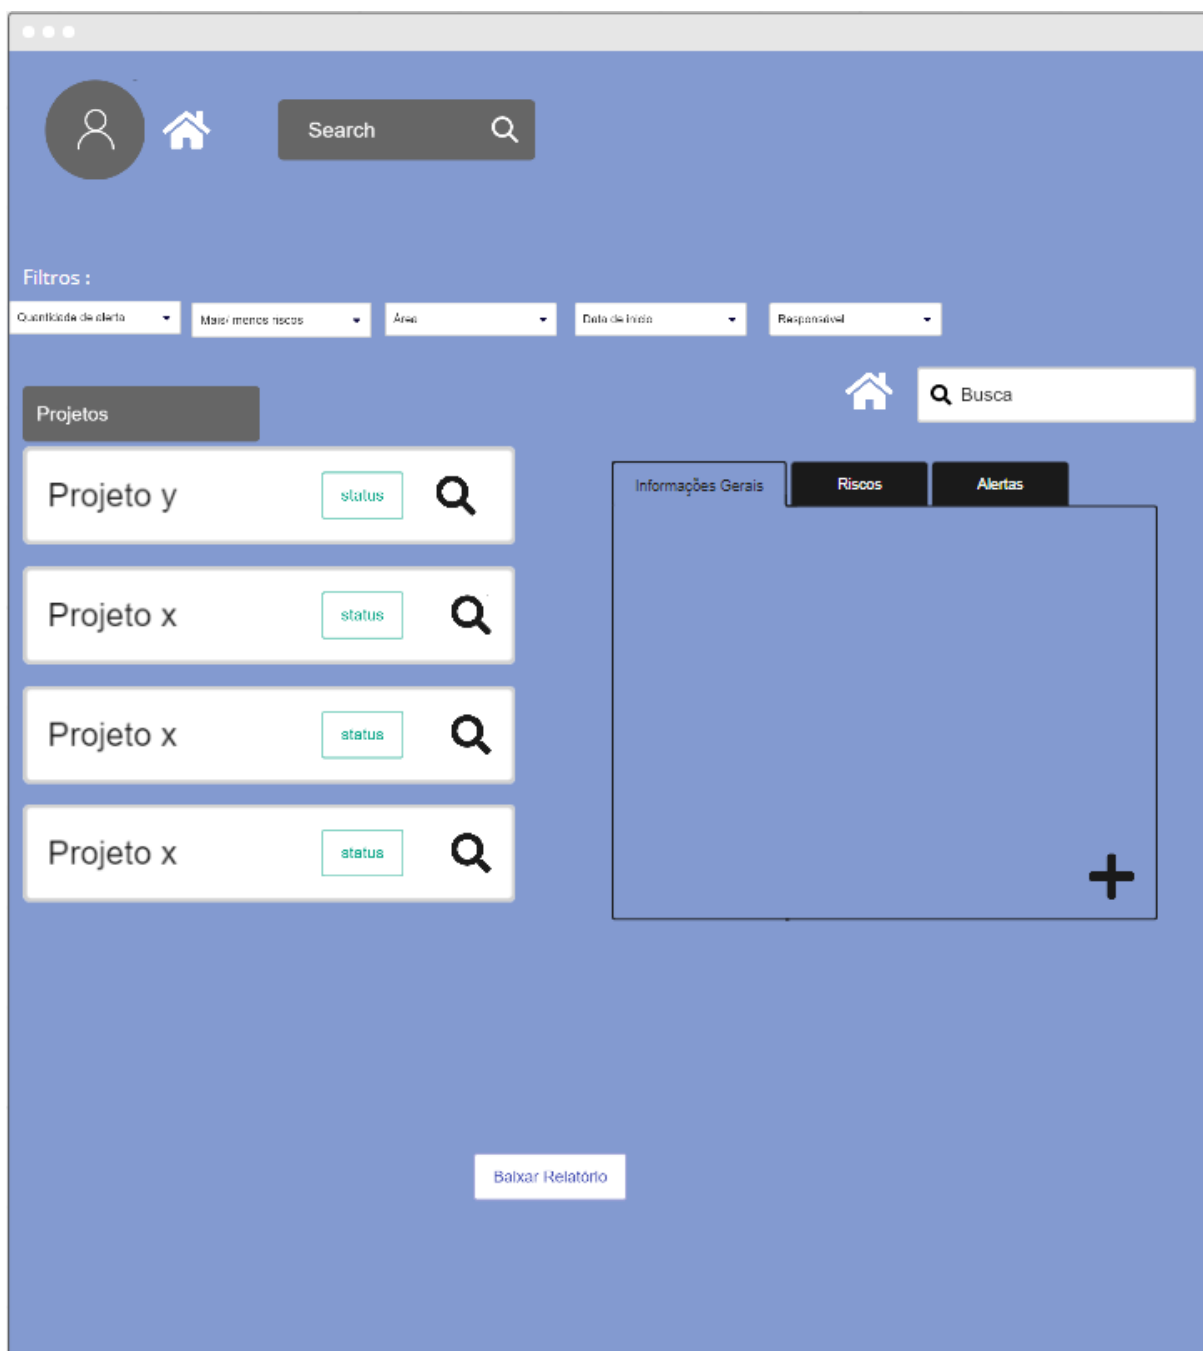 Search
Filtros :
Quantidade de alerta
Mais/ menos riscos
Área
Data de inicio
Responsável
Busca
Projetos
Projeto y
status
Informações Gerais
Riscos
Alertas
Projeto x
status
Projeto x
status
Projeto x
status
Baixar Relatório